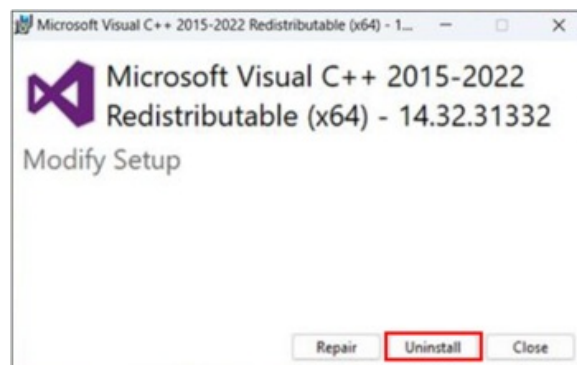 Microsoft Visual C++ 2015-2022 Redistributable (x64) - 1...
Microsoft Visual C++ 2015-2022
Redistributable (x64) - 14.32.31332
Modify Setup
Repair Uninstall Close